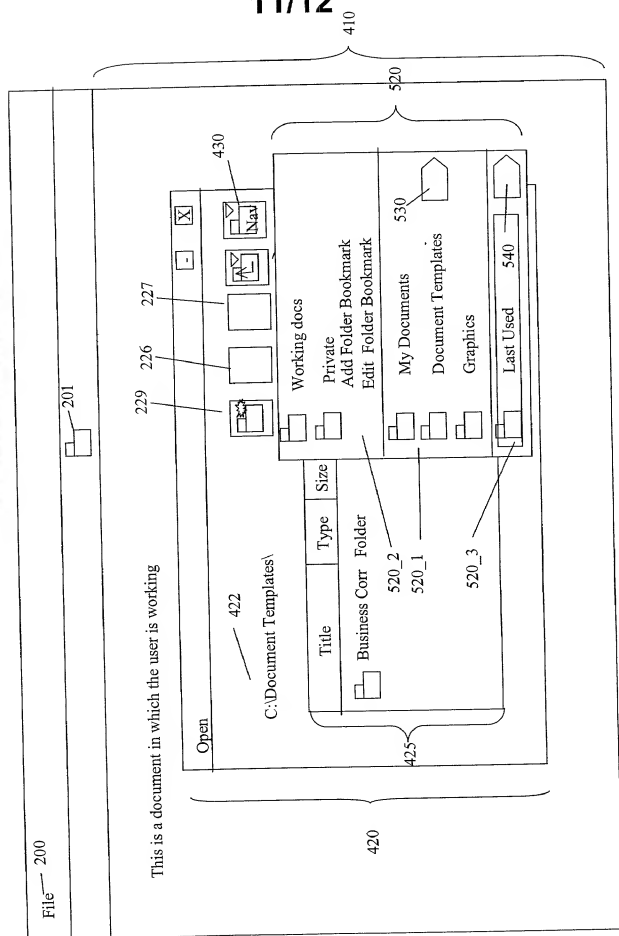 11/12
410
File 200
201
520
This is a document in which the user is working
Open
- X
229 226 227 430
422
C:\Document Templates\
Nav
Title Type Size
Business Corr Folder
Working docs
Private
Add Folder Bookmark
Edit Folder Bookmark
My Documents
530
Document Templates
Graphics
Last Used 540
520_2
520_1
520_3
425
420